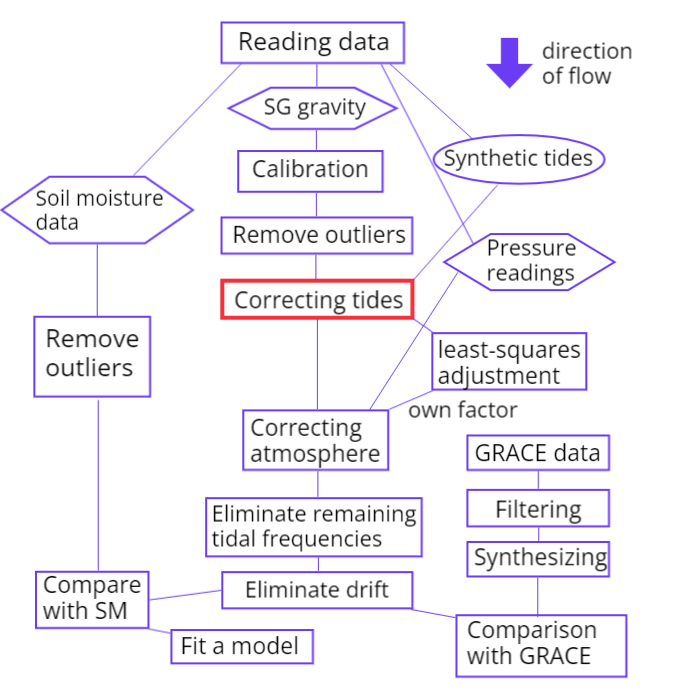 Reading data
direction
of flow
SG gravity
Synthetic tides
Calibration
Soil moisture
data
Remove outliers
Pressure
readings
Correcting tides
Remove
outliers
least-squares
adjustment
own factor
Correcting
atmosphere
GRACE data
Filtering
Eliminate remaining
tidal frequencies
Synthesizing
Compare
with SM
Eliminate drift
Comparison
with GRACE
Fit a model